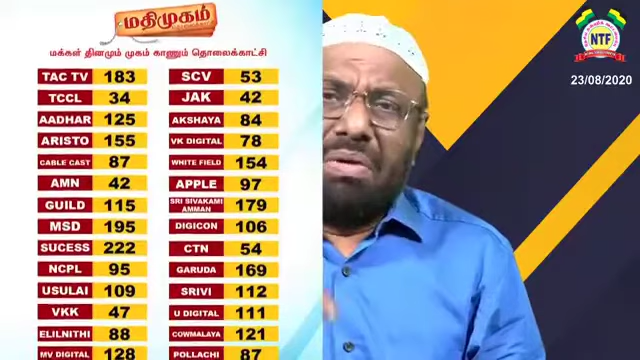 மதிமுகம்
மக்கள் தினமும் முகம் காணும் தொலைக்காட்சி
TAC TV 183
TCCL 34
AADHAR 125
ARISTO 155
CABLE CAST 87
AMN 42
GUILD 115
MSD 195
SUCESS 222
NCPL 95
USULAI 109
VKK 47
ELILNITHI 88
MV DIGITAL 128
SCV 53
JAK 42
AKSHAYA 84
VK DIGITAL 78
WHITE FIELD 154
APPLE 97
SRI SIVAKAMI
AMMAN 179
DIGICON 106
CTN 54
GARUDA 169
SRIVI 112
U DIGITAL 111
COWMALAYA 121
POLLACHI 87
NTF
23/08/2020